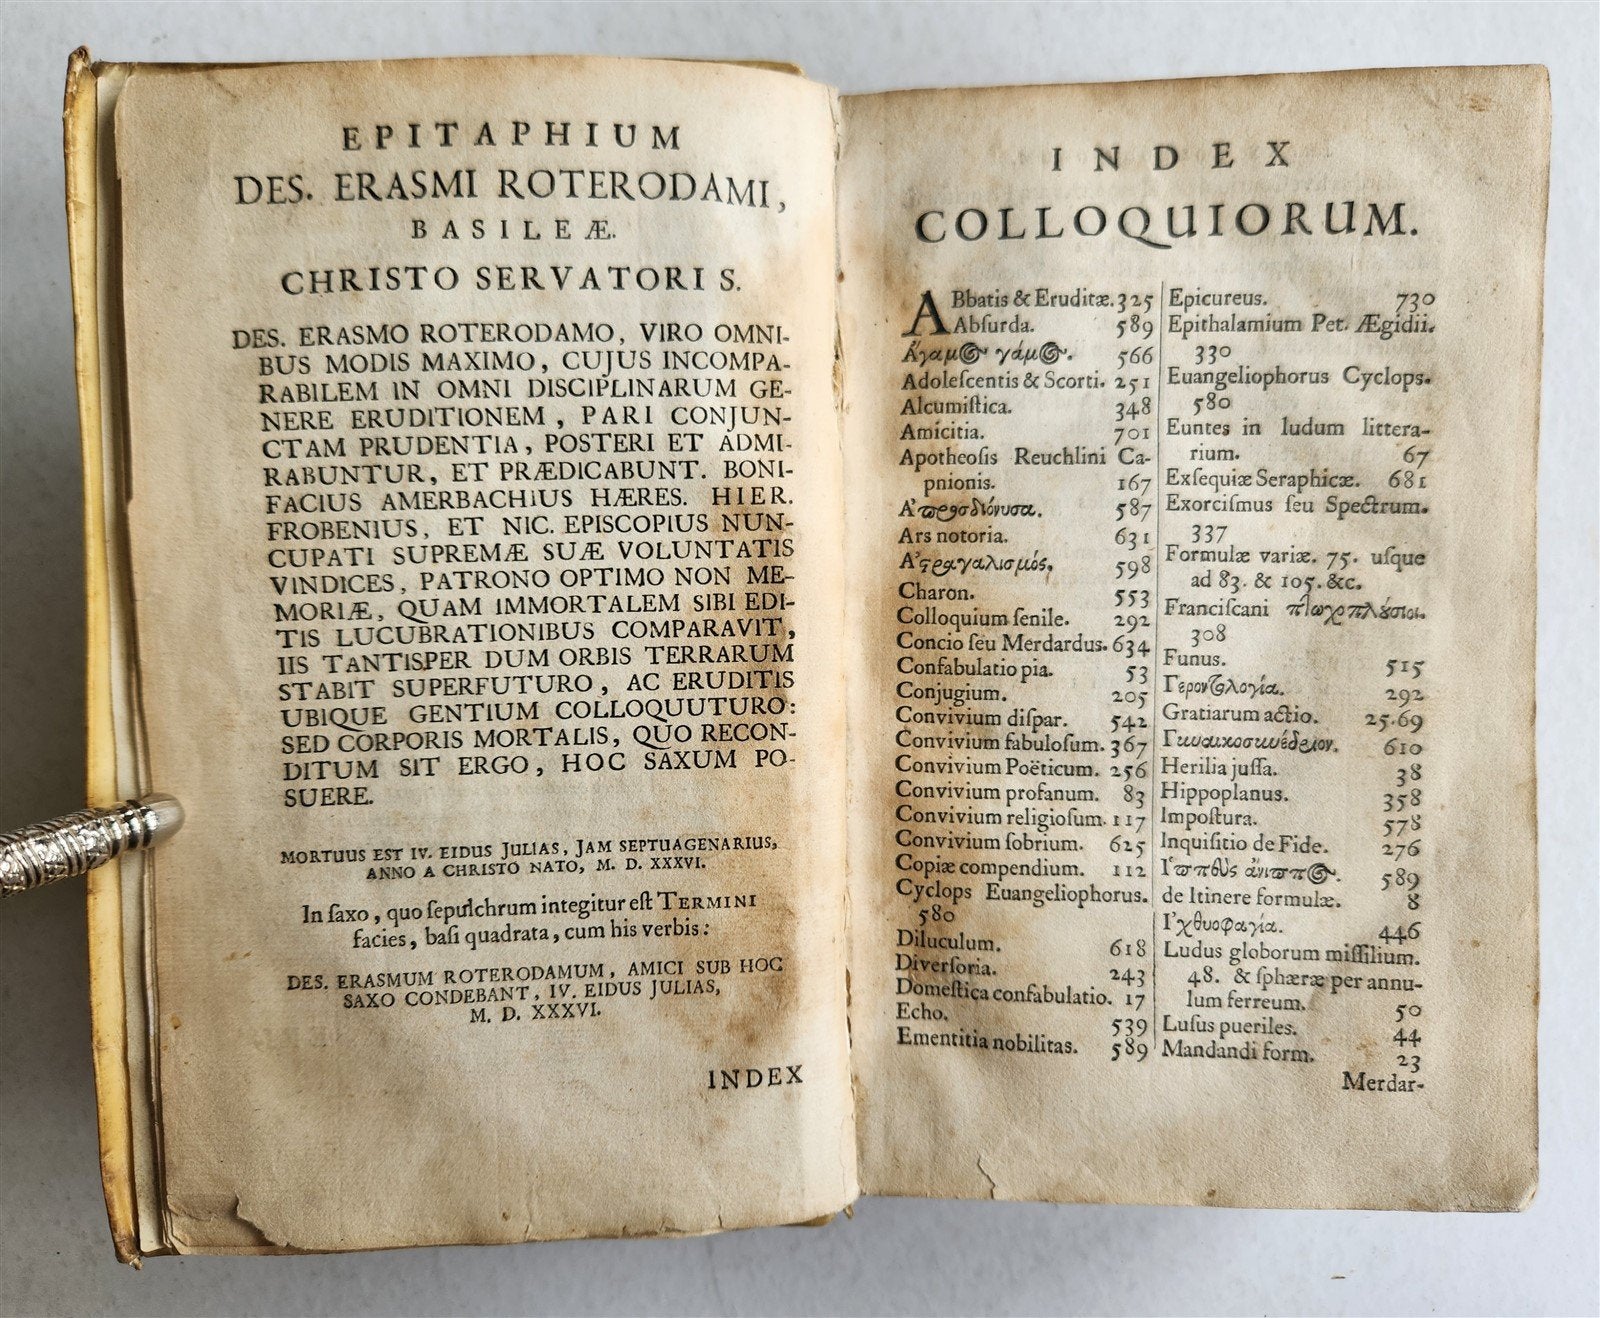 EPITAPHIUM
DES. ERASMI ROTERODAMI,
BASILEÆ.
CHRISTO SERVATORI S.
DES. ERASMO ROTERODAMO, VIRO OMNI-
BUS MODIS MAXIMO, CUJUS INCOMPA-
RABILEM IN OMNI DISCIPLINARUM GE-
NERE ERUDITIONEM, PARI CONJUN-
CTAM PRUDENTIA, POSTERI ET ADMI-
RABUNTUR, ET PRÆDICABUNT. BONI-
FACIUS AMERBACHIUS HÆRES. HIER.
FROBENIUS, ET NIC. EPISCOPIUS NUN-
CUPATI SUPREMÆ SUÆ VOLUNTATIS
VINDICES, PATRONO OPTIMO NON ME-
MORIÆ, QUAM IMMORTALEM SIBI EDI-
TIS LUCUBRATIONIBUS COMPARAVIT,
IIS TANTISPER DUM ORBIS TERRARUM
STABIT SUPERFUTURO, AC ERUDITIS
UBIQUE GENTIUM COLLOQUUTURO:
SED CORPORIS MORTALIS, QUO RECON-
DITUM SIT ERGO, HOC SAXUM PO-
SUERE.
MORTUUS EST IV. EIDUS JULIAS, JAM SEPTUAGENARIUS,
ANNO A CHRISTO NATO, M. D. XXXVI.
In ſaxo, quo ſepulchrum integitur eſt TERMINI
facies, baſi quadrata, cum his verbis:
DES. ERASMUM ROTERODAMUM, AMICI SUB HOC
SAXO CONDEBANT, IV. EIDUS JULIAS,
M. D. XXXVI.
INDEX
INDEX
COLLOQUIORUM.
ABbatis & Eruditæ. 325
Abſurda. 589
Ἄγαμος γάμος. 566
Adoleſcentis & Scorti. 251
Alcumiſtica. 348
Amicitia. 701
Apotheoſis Reuchlini Ca-
pnionis. 167
Ἀπροσδιόνυσα. 587
Ars notoria. 631
Ἀστραγαλισμός. 598
Charon. 553
Colloquium ſenile. 292
Concio ſeu Merdardus. 634
Confabulatio pia. 53
Conjugium. 205
Convivium diſpar. 542
Convivium fabuloſum. 367
Convivium Poëticum. 256
Convivium profanum. 83
Convivium religioſum. 117
Convivium ſobrium. 625
Copiæ compendium. 112
Cyclops Euangeliophorus.
580
Diluculum. 618
Diverſoria. 243
Domeſtica confabulatio. 17
Echo. 539
Ementitia nobilitas. 589
Epicureus. 730
Epithalamium Pet. Ægidii.
330
Euangeliophorus Cyclops.
580
Euntes in ludum littera-
rium. 67
Exſequiæ Seraphicæ. 681
Exorciſmus ſeu Spectrum.
337
Formulæ variæ. 75. uſque
ad 83. & 105. &c.
Franciſcani πτωχοπλούσιοι.
308
Funus. 515
Γεροντολογία. 292
Gratiarum actio. 25.69
Γυναικοσυνέδριον. 610
Herilia juſſa. 38
Hippoplanus. 358
Impoſtura. 578
Inquiſitio de Fide. 276
Ἱππεὺς ἄνιππος. 589
de Itinere formulæ. 8
Ἰχθυοφαγία. 446
Ludus globorum miſſilium.
48. & ſphæræ per annu-
lum ferreum. 50
Luſus pueriles. 44
Mandandi form. 23
Merdar-